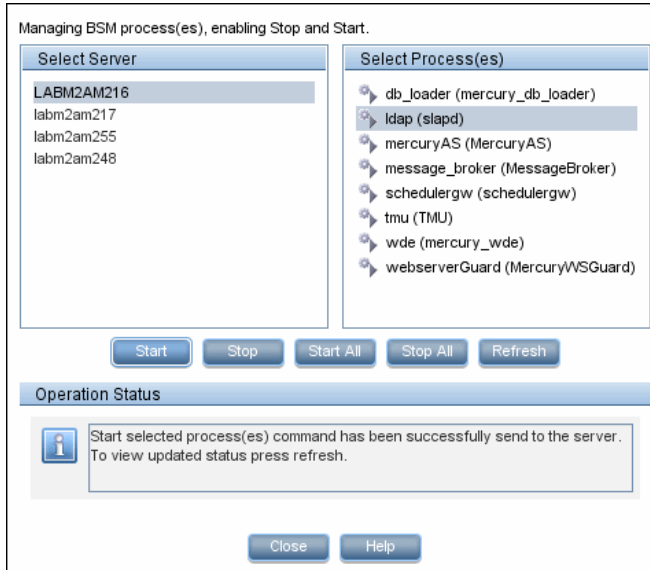 Managing BSM process(es), enabling Stop and Start.
Select Server
LABM2AM216
labm2am217
labm2am255
labm2am248
Select Process(es)
db_loader (mercury_db_loader)
ldap (slapd)
mercuryAS (MercuryAS)
message_broker (MessageBroker)
schedulergw (schedulergw)
tmu (TMU)
wde (mercury_wde)
webserverGuard (MercuryWSGuard)
Start
Stop
Start All
Stop All
Refresh
Operation Status
Start selected process(es) command has been successfully send to the server.
To view updated status press refresh.
Close
Help